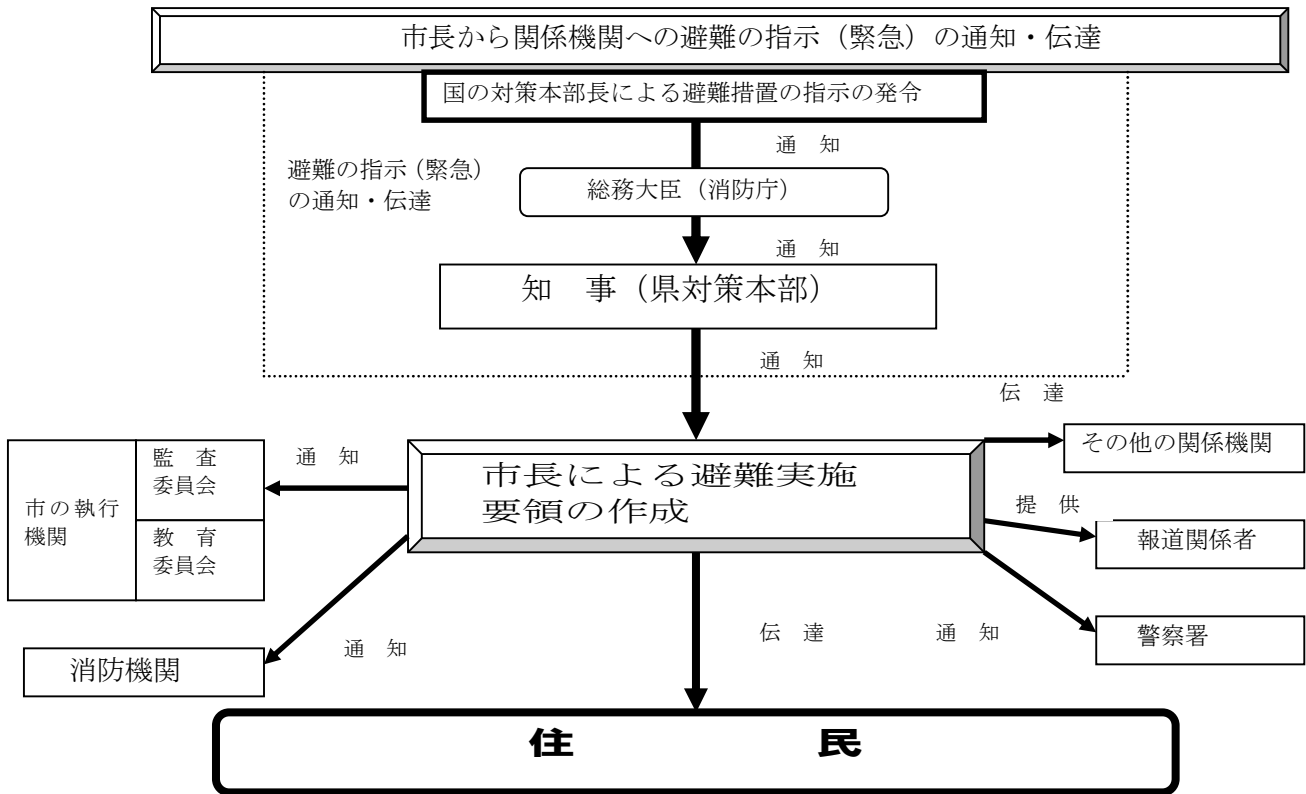 市長から関係機関への避難の指示（緊急）の通知・伝達
国の対策本部長による避難措置の指示の発令
通　知
避難の指示（緊急）
の通知・伝達
総務大臣（消防庁）
通　知
知　事（県対策本部）
通　知
伝　達
その他の関係機関
市の執行
機関
監　査
委員会
教　育
委員会
通　知
市長による避難実施
要領の作成
提　供
報道関係者
通　知
消防機関
伝　達
通　知
警察署
住　　　民